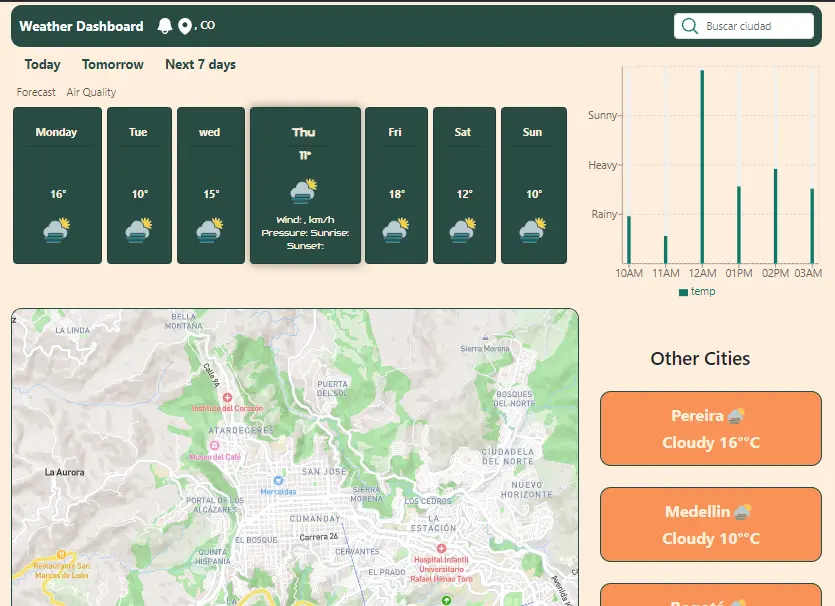 Weather Dashboard , CO
Buscar ciudad
Today Tomorrow Next 7 days
Forecast Air Quality
Monday
16°
Tue
10°
wed
15°
Thu
11°
Wind: , km/h
Pressure: Sunrise:
Sunset:
Fri
18°
Sat
12°
Sun
10°
Sunny
Heavy
Rainy
10AM 11AM 12AM 01PM 02PM 03AM
temp
z
BELLA
MONTAÑA
LA LINDA
Sierra Morena
Calle 9A
PUERTA
DEL SOL
BOSQUES
DEL NORTE
Instituto del Corazón
ATARDECERES
Museo del Café
CIUDADELA
DEL NORTE
La Aurora
SAN JOSÉ
Mercaldas
SIERRA
MORENA
NUEVO
HORIZONTE
PORTAL DE LOS
ALCÁZARES
LOS CEDROS
CUMANDAY
LA
ESTACIÓN
Carrera 26
EL BOSQUE
QUINTA
HISPANIA
CERVANTES
Restaurante San
Marcos de León
EL PRADO
Hospital Infantil
Universitario
Rafael Henao Toro
Avenida K
Other Cities
Pereira
Cloudy 16°°C
Medellin
Cloudy 10°°C
Bogotá